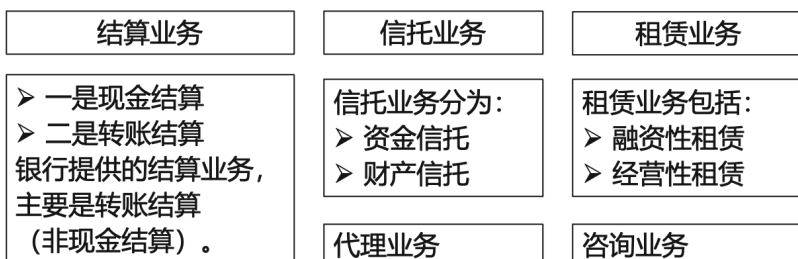 结算业务
➢ 一是现金结算
➢ 二是转账结算
银行提供的结算业务，
主要是转账结算
（非现金结算）。
信托业务
信托业务分为：
➢ 资金信托
➢ 财产信托
代理业务
租赁业务
租赁业务包括：
➢ 融资性租赁
➢ 经营性租赁
咨询业务